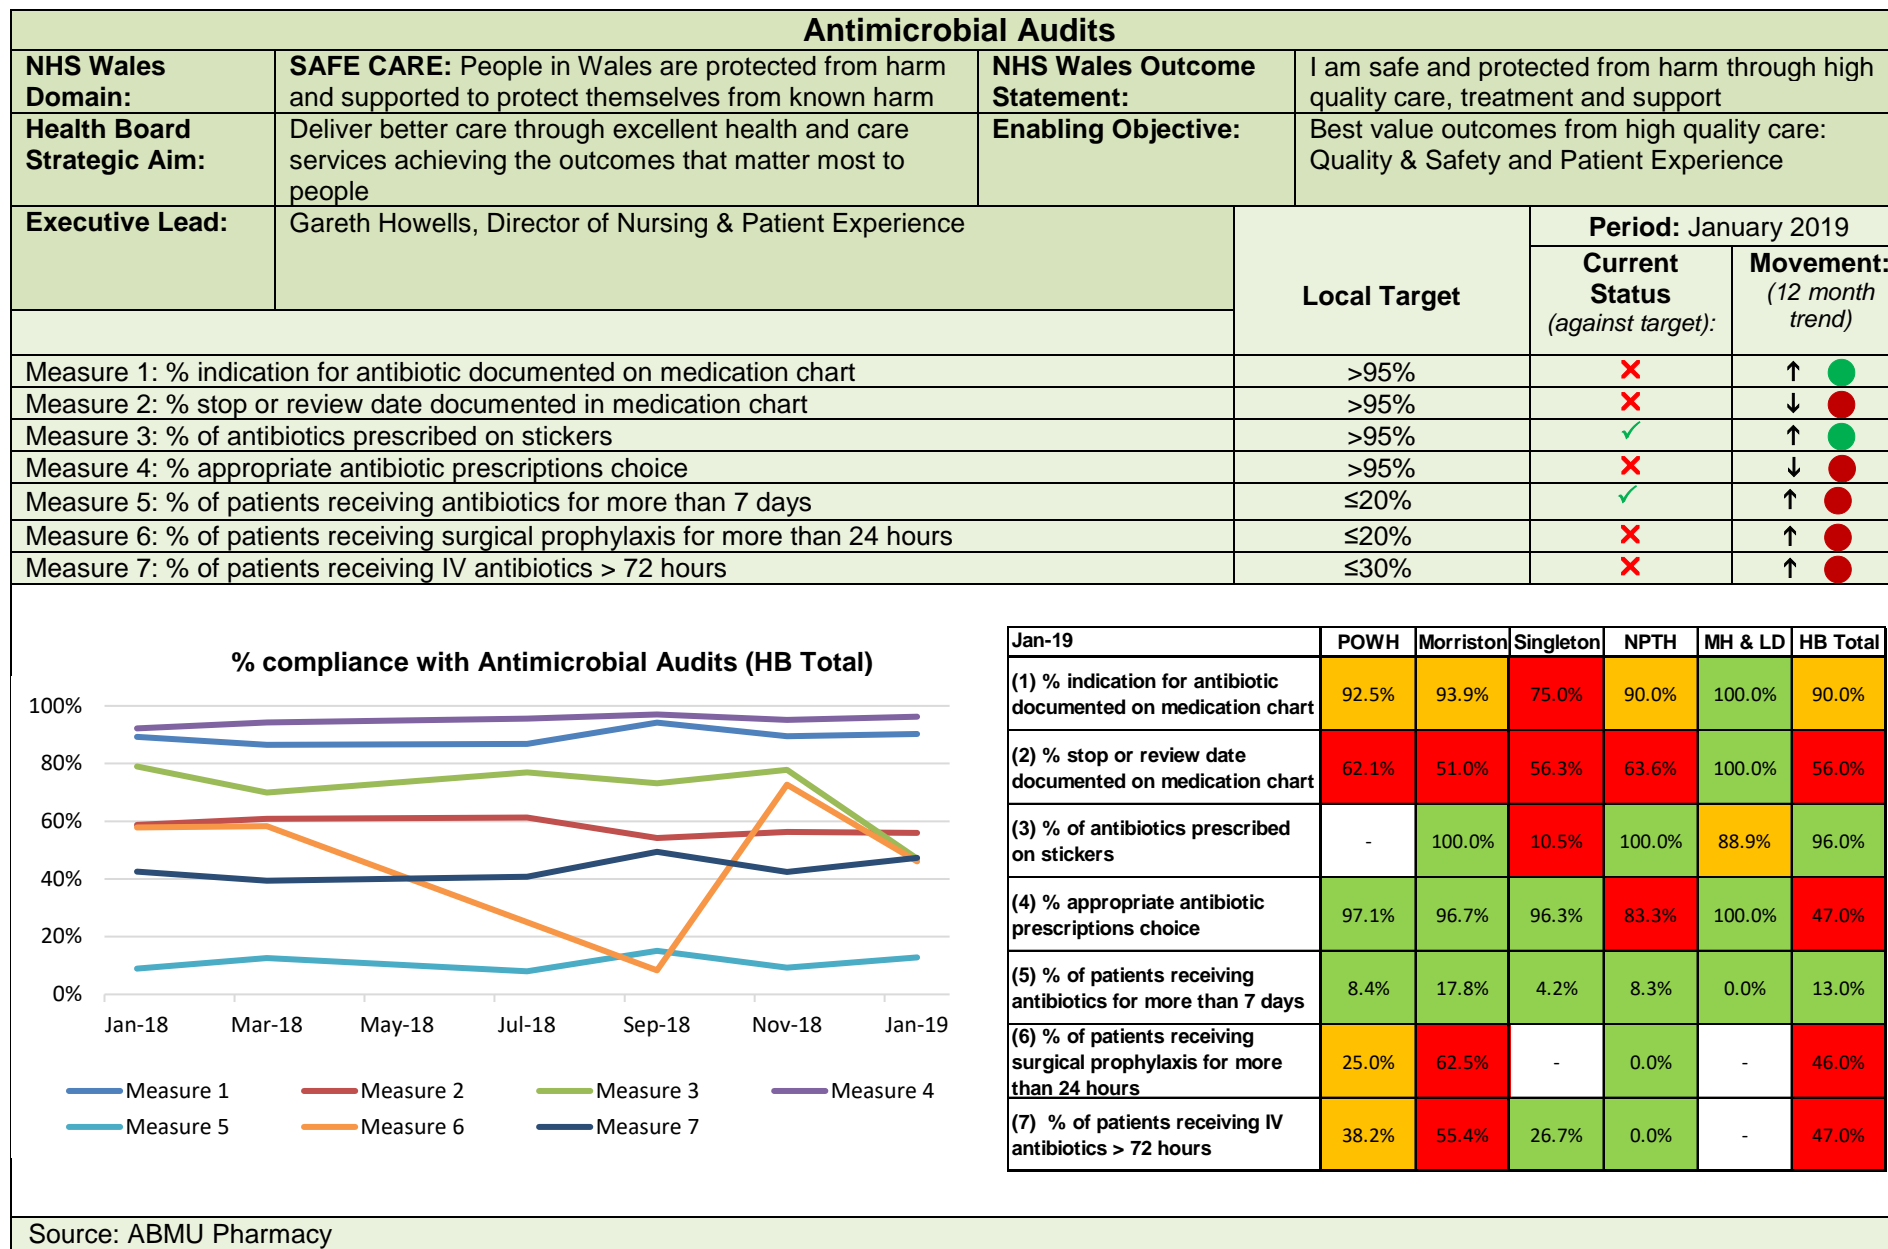 Antimicrobial Audits
NHS Wales
Domain:
SAFE CARE: People in Wales are protected from harm
and supported to protect themselves from known harm
NHS Wales Outcome
Statement:
I am safe and protected from harm through high
quality care, treatment and support
Health Board
Strategic Aim:
Deliver better care through excellent health and care
services achieving the outcomes that matter most to
people
Enabling Objective:
Best value outcomes from high quality care:
Quality & Safety and Patient Experience
Executive Lead:
Gareth Howells, Director of Nursing & Patient Experience
Local Target
Period: January 2019
Current
Status
(against target):
Movement:
(12 month
trend)
Measure 1: % indication for antibiotic documented on medication chart >95% ✗ ↑
Measure 2: % stop or review date documented in medication chart >95% ✗ ↓
Measure 3: % of antibiotics prescribed on stickers >95% ✓ ↑
Measure 4: % appropriate antibiotic prescriptions choice >95% ✗ ↓
Measure 5: % of patients receiving antibiotics for more than 7 days ≤20% ✓ ↑
Measure 6: % of patients receiving surgical prophylaxis for more than 24 hours ≤20% ✗ ↑
Measure 7: % of patients receiving IV antibiotics > 72 hours ≤30% ✗ ↑
% compliance with Antimicrobial Audits (HB Total)
100%
80%
60%
40%
20%
0%
Jan-18 Mar-18 May-18 Jul-18 Sep-18 Nov-18 Jan-19
Measure 1 Measure 2 Measure 3 Measure 4
Measure 5 Measure 6 Measure 7
Jan-19 POWH Morriston Singleton NPTH MH & LD HB Total
(1) % indication for antibiotic
documented on medication chart
92.5% 93.9% 75.0% 90.0% 100.0% 90.0%
(2) % stop or review date
documented on medication chart
62.1% 51.0% 56.3% 63.6% 100.0% 56.0%
(3) % of antibiotics prescribed
on stickers
- 100.0% 10.5% 100.0% 88.9% 96.0%
(4) % appropriate antibiotic
prescriptions choice
97.1% 96.7% 96.3% 83.3% 100.0% 47.0%
(5) % of patients receiving
antibiotics for more than 7 days
8.4% 17.8% 4.2% 8.3% 0.0% 13.0%
(6) % of patients receiving
surgical prophylaxis for more
than 24 hours
25.0% 62.5% - 0.0% - 46.0%
(7) % of patients receiving IV
antibiotics > 72 hours
38.2% 55.4% 26.7% 0.0% - 47.0%
Source: ABMU Pharmacy